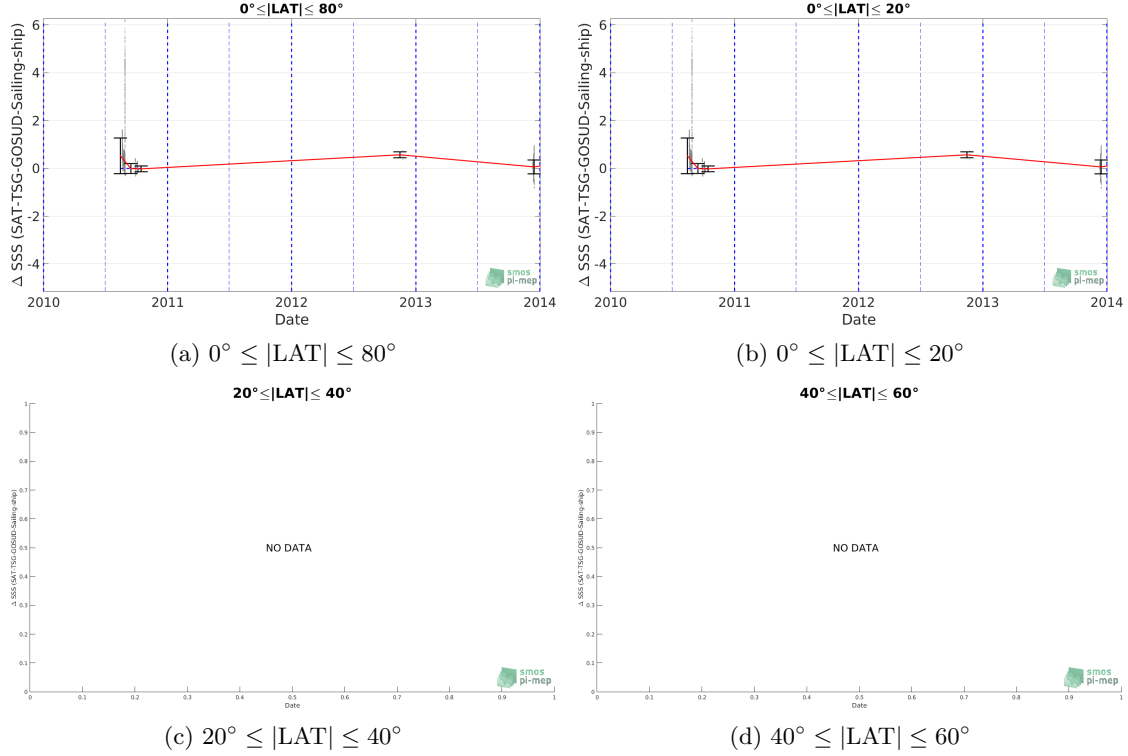 0°≤|LAT|≤ 80°
Δ SSS (SAT-TSG-GOSUD-Sailing-ship)
6
4
2
0
-2
-4
2010 2011 2012 2013 2014
Date
smos
pi-mep
(a) 0° ≤ |LAT| ≤ 80°
0°≤|LAT|≤ 20°
Δ SSS (SAT-TSG-GOSUD-Sailing-ship)
6
4
2
0
-2
-4
2010 2011 2012 2013 2014
Date
smos
pi-mep
(b) 0° ≤ |LAT| ≤ 20°
20°≤|LAT|≤ 40°
Δ SSS (SAT-TSG-GOSUD-Sailing-ship)
1
0.9
0.8
0.7
0.6
0.5
0.4
0.3
0.2
0.1
0
NO DATA
0 0.1 0.2 0.3 0.4 0.5 0.6 0.7 0.8 0.9 1
Date
smos
pi-mep
(c) 20° ≤ |LAT| ≤ 40°
40°≤|LAT|≤ 60°
Δ SSS (SAT-TSG-GOSUD-Sailing-ship)
1
0.9
0.8
0.7
0.6
0.5
0.4
0.3
0.2
0.1
0
NO DATA
0 0.1 0.2 0.3 0.4 0.5 0.6 0.7 0.8 0.9 1
Date
smos
pi-mep
(d) 40° ≤ |LAT| ≤ 60°